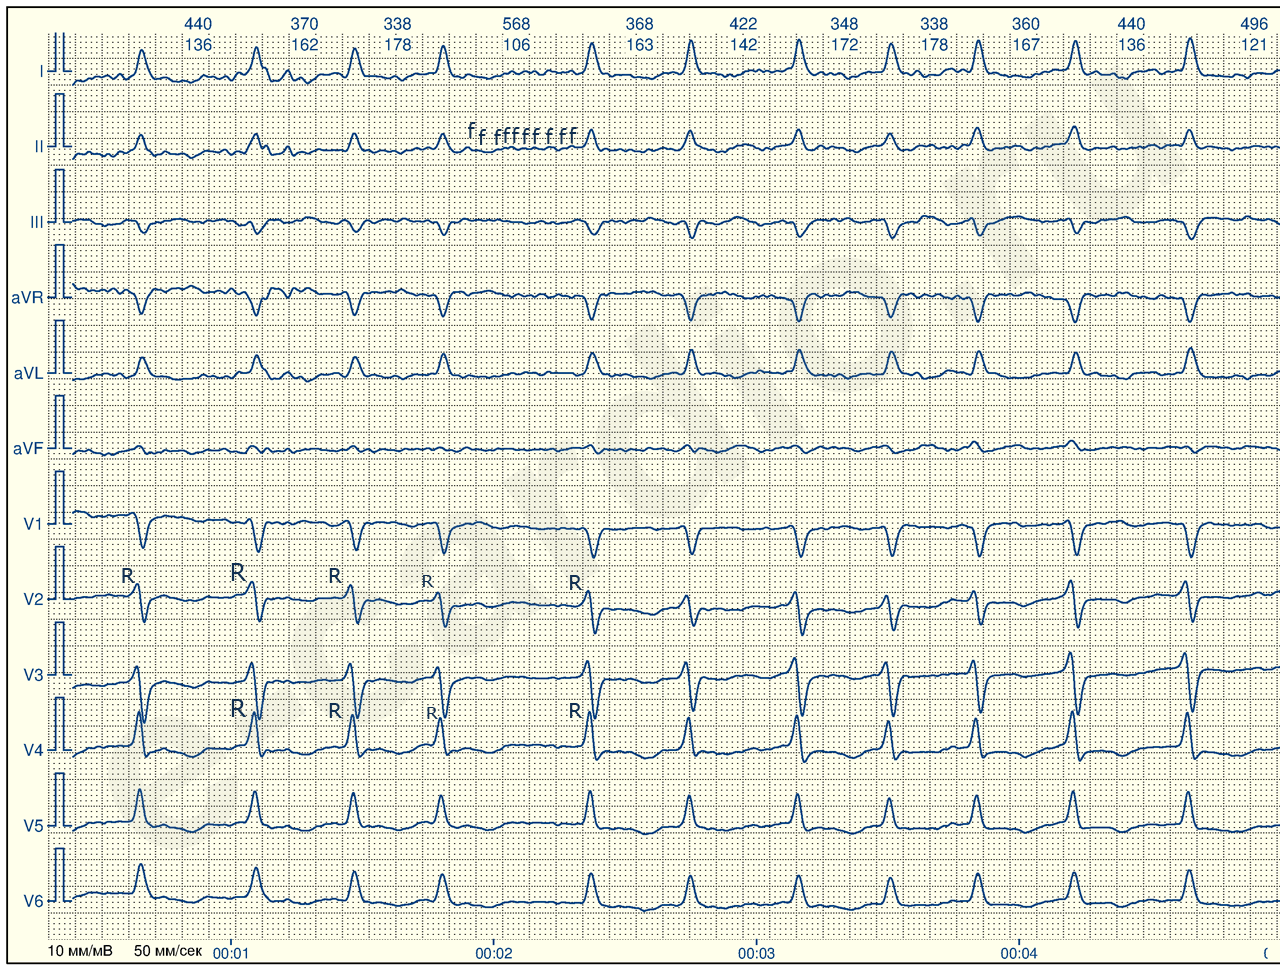 440 370 338 568 368 422 348 338 360 440 496
136 162 178 106 163 142 172 178 167 136 121
I
II f f ffffffff
III
aVR
aVL
aVF
V1
V2 R R R R R
V3
V4 R R R R
V5
V6
10 мм/мВ 50 мм/сек 00:01 00:02 00:03 00:04